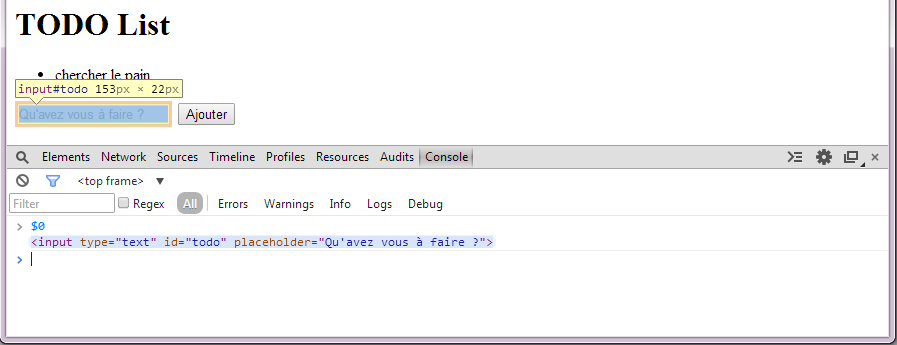 TODO List
• chercher le pain
input#todo 153px × 22px
Qu'avez vous à faire ? Ajouter
Elements Network Sources Timeline Profiles Resources Audits Console
<top frame> ▼
Filter Regex All Errors Warnings Info Logs Debug
> $0
<input type="text" id="todo" placeholder="Qu'avez vous à faire ?">
>